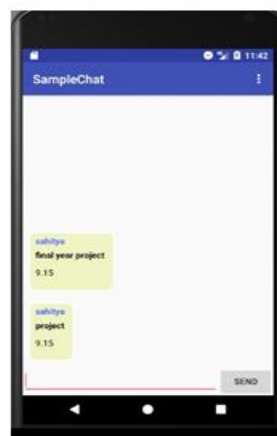 11:42
SampleChat
sahitya
final year project
9.15
sahitya
project
9.15
SEND